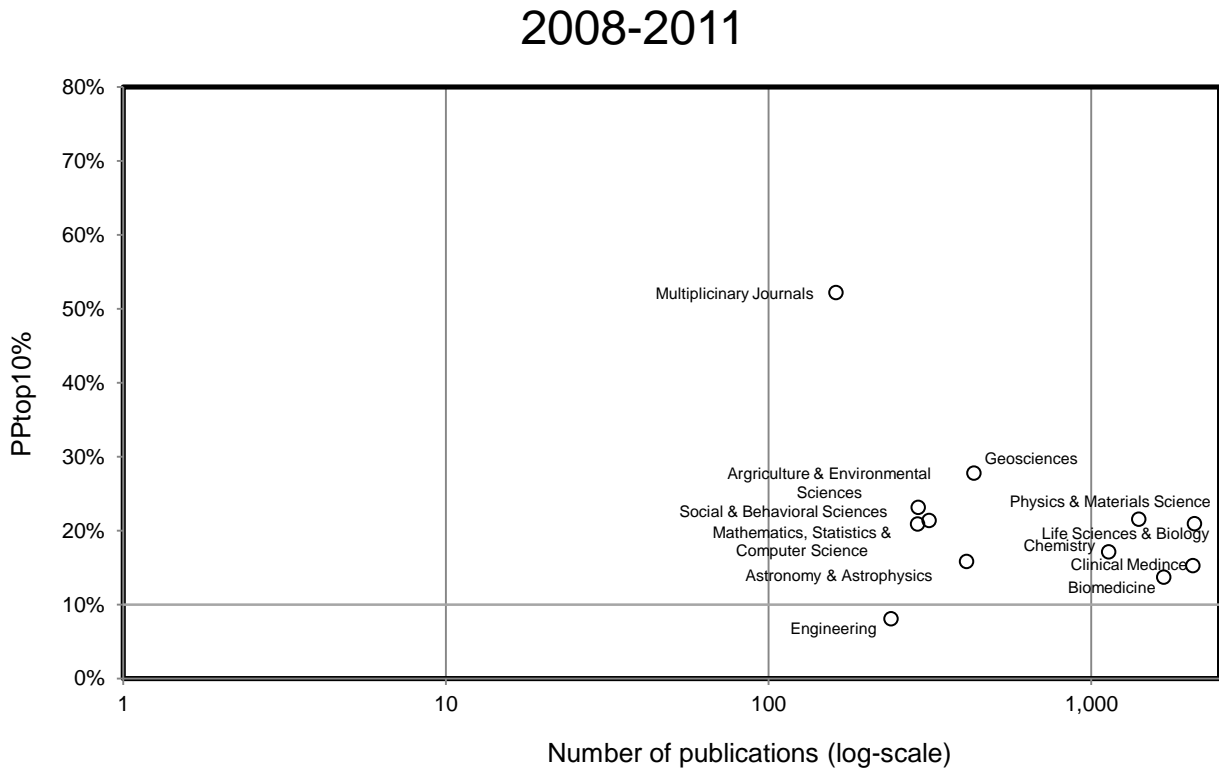 2008-2011
80%
70%
60%
50%
40%
30%
20%
10%
0%
PPtop10%
Multiplicinary Journals
Geosciences
Argriculture & Environmental
Sciences
Physics & Materials Science
Social & Behavioral Sciences
Mathematics, Statistics &
Computer Science
Life Sciences & Biology
Chemistry
Clinical Medince
Astronomy & Astrophysics
Biomedicine
Engineering
1
10
100
1,000
Number of publications (log-scale)